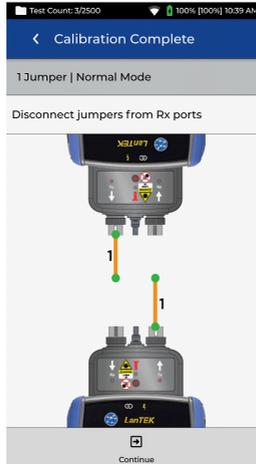 Test Count: 3/2500 100% [100%] 10:39 AM
Calibration Complete
1 Jumper | Normal Mode
Disconnect jumpers from Rx ports
LanTEK
1
1
LanTEK
Continue